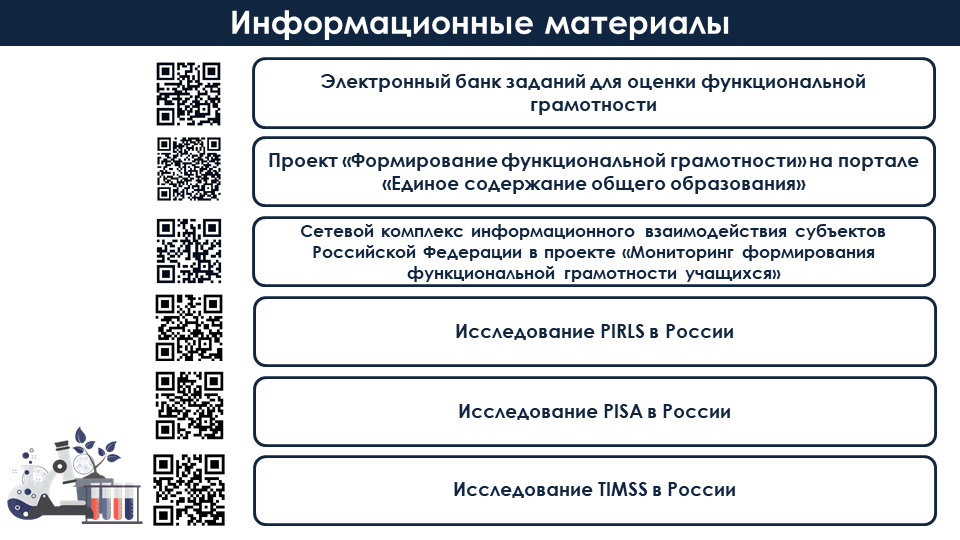 Информационные материалы
Электронный банк заданий для оценки функциональной
грамотности
Проект «Формирование функциональной грамотности» на портале
«Единое содержание общего образования»
Сетевой комплекс информационного взаимодействия субъектов
Российской Федерации в проекте «Мониторинг формирования
функциональной грамотности учащихся»
Исследование PIRLS в России
Исследование PISA в России
Исследование TIMSS в России